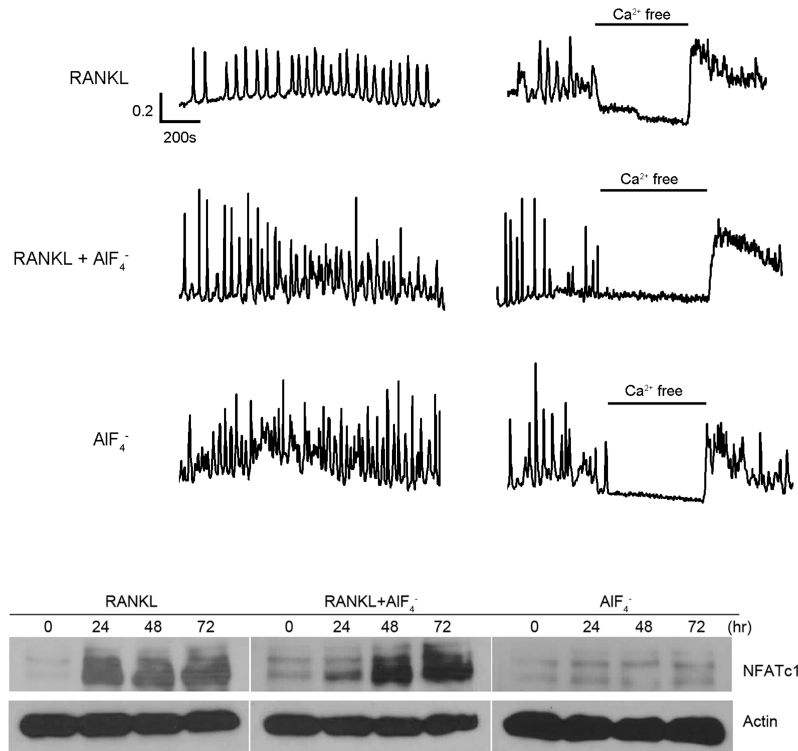 Ca²⁺ free
RANKL
0.2
200s
Ca²⁺ free
RANKL + AlF₄⁻
Ca²⁺ free
AlF₄⁻
RANKL RANKL+AlF₄⁻ AlF₄⁻
0 24 48 72 0 24 48 72 0 24 48 72 (hr)
NFATc1
Actin